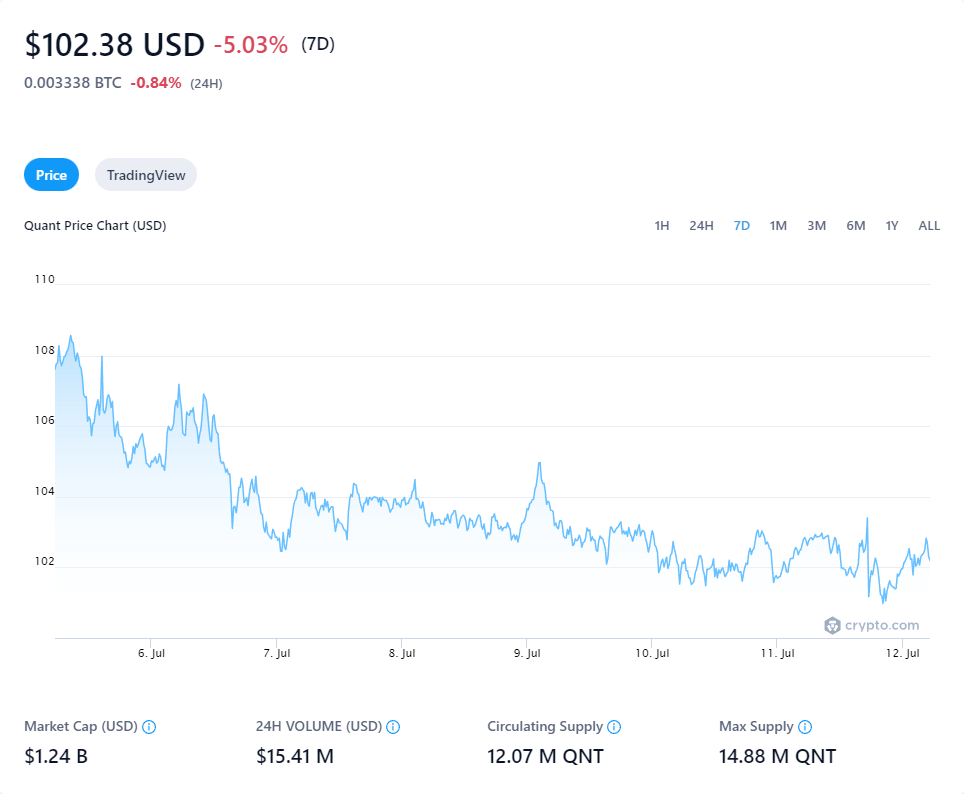 $102.38 USD -5.03% (7D)
0.003338 BTC -0.84% (24H)
Price TradingView
Quant Price Chart (USD) 1H 24H 7D 1M 3M 6M 1Y ALL
110
108
106
104
102
crypto.com
6. Jul 7. Jul 8. Jul 9. Jul 10. Jul 11. Jul 12. Jul
Market Cap (USD) 24H VOLUME (USD) Circulating Supply Max Supply
$1.24 B $15.41 M 12.07 M QNT 14.88 M QNT